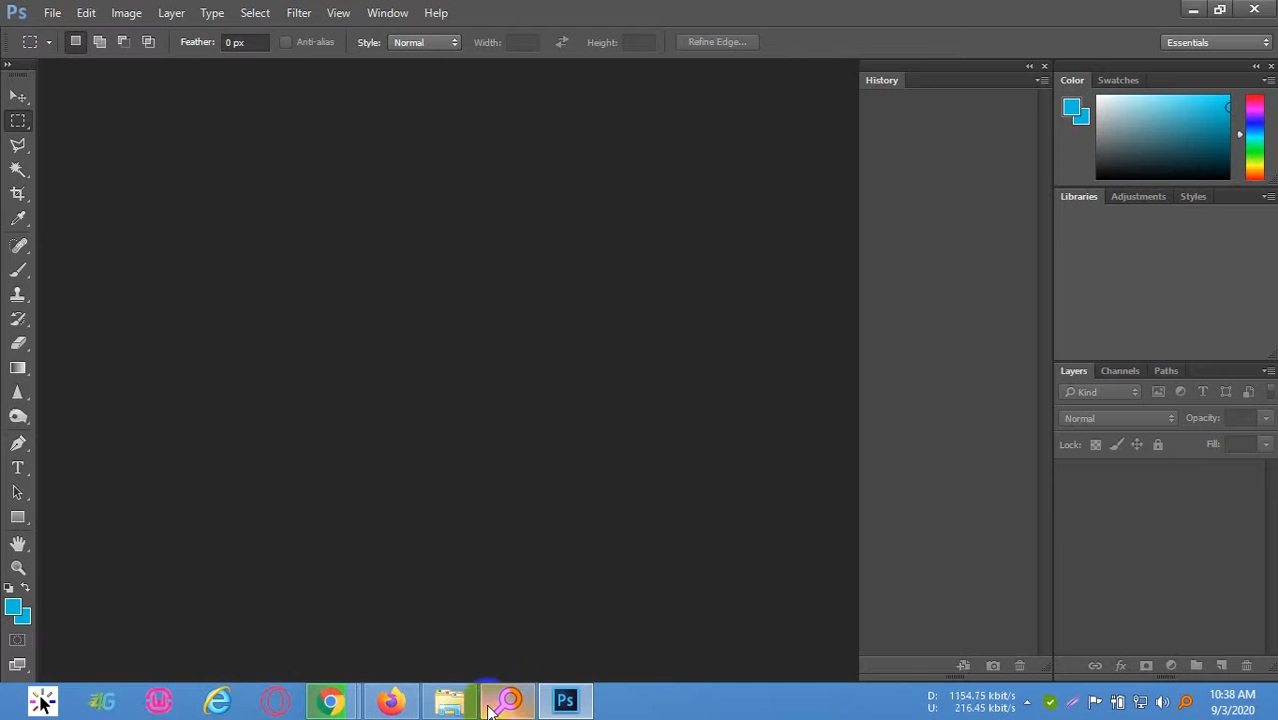 Ps File Edit Image Layer Type Select Filter View Window Help
Feather: 0 px Anti-alias Style: Normal Width: Height: Refine Edge... Essentials
History
Color Swatches
Libraries Adjustments Styles
Layers Channels Paths
Kind
Normal Opacity:
Lock: Fill:
T
4G
Ps
D: 1154.75 kbit/s
U: 216.45 kbit/s
10:38 AM
9/3/2020